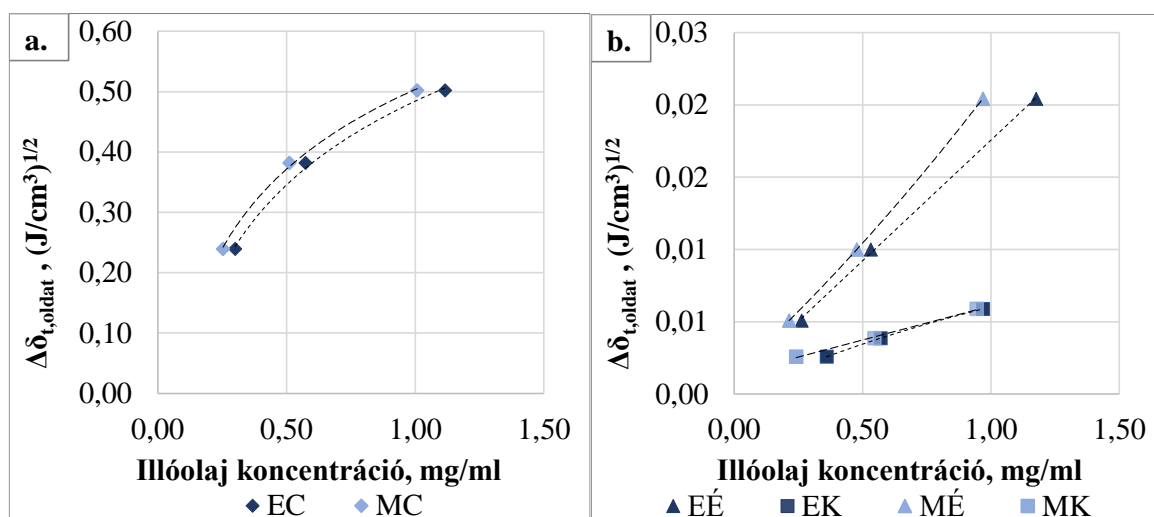 a.
Δδt,oldat , (J/cm³)¹/²
0,60
0,50
0,40
0,30
0,20
0,10
0,00
0,00 0,50 1,00 1,50
Illóolaj koncentráció, mg/ml
EC MC
b.
Δδt,oldat , (J/cm³)¹/²
0,03
0,02
0,02
0,01
0,01
0,00
0,00 0,50 1,00 1,50
Illóolaj koncentráció, mg/ml
EÉ EK MÉ MK